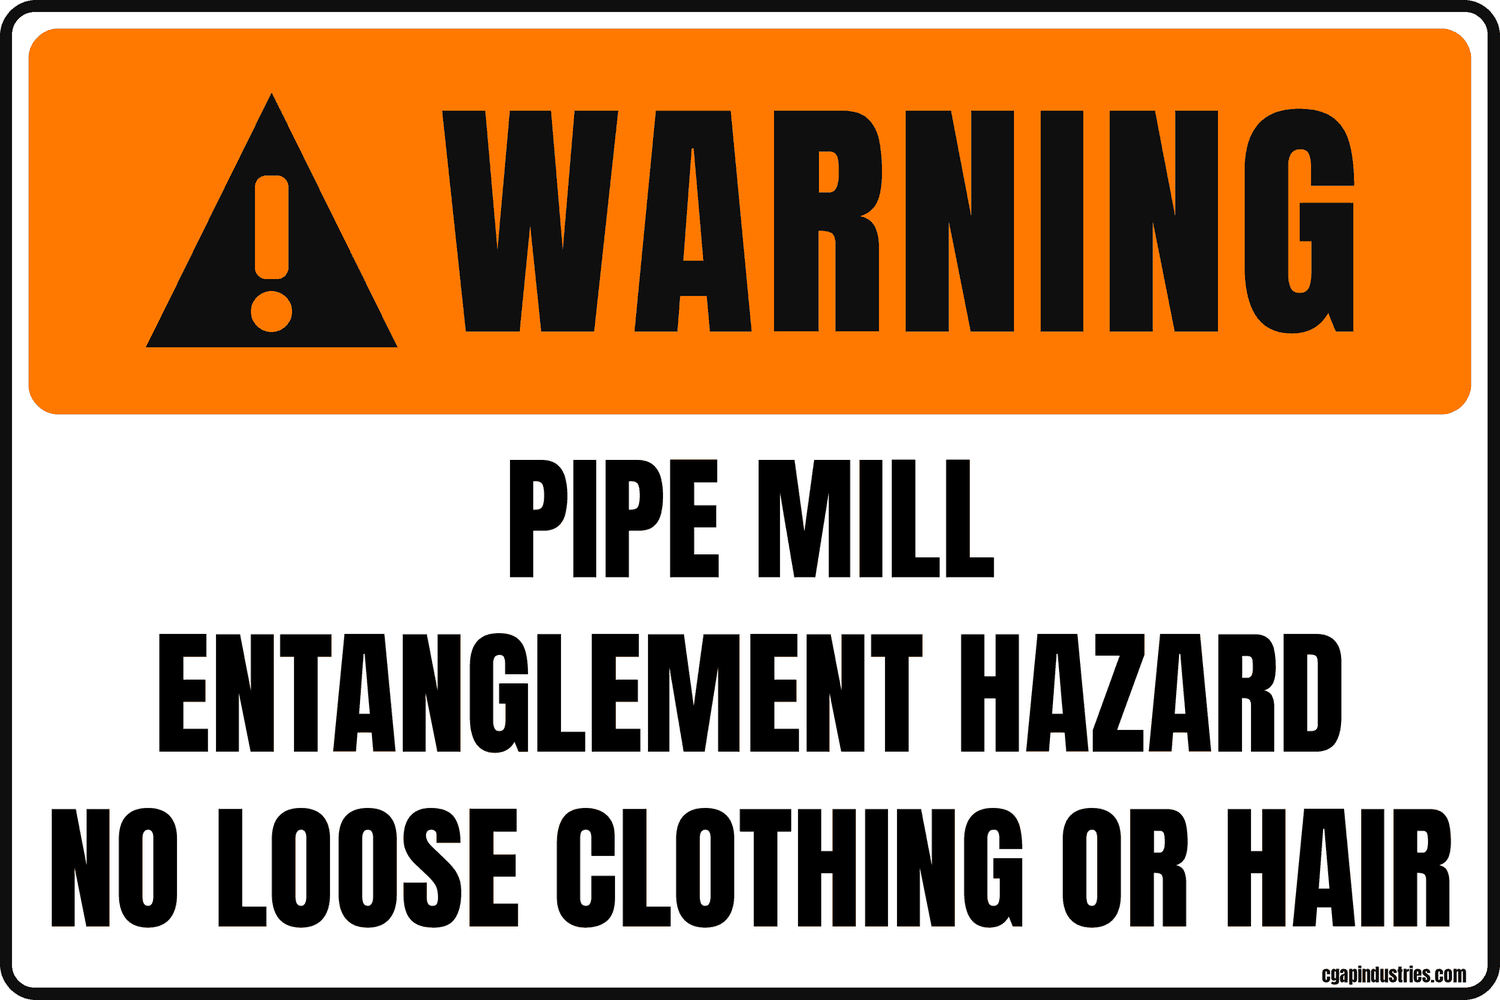 WARNING
PIPE MILL
ENTANGLEMENT HAZARD
NO LOOSE CLOTHING OR HAIR
cgapindustries.com